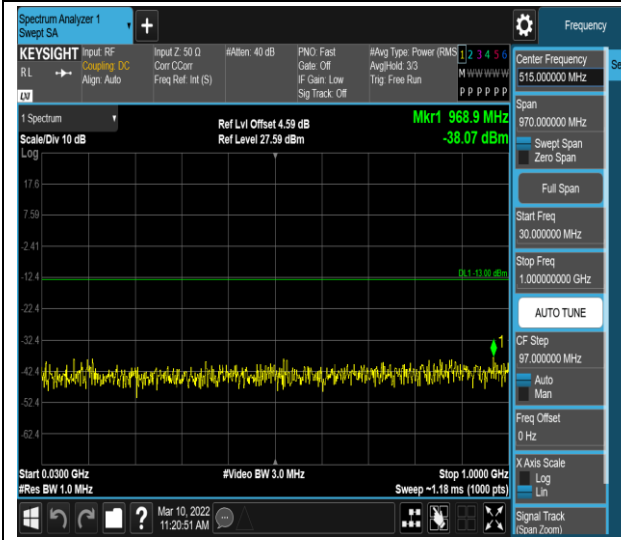 Spectrum Analyzer 1
Swept SA
Frequency
KEYSIGHT
RL
LXI
Input: RF
Coupling: DC
Align: Auto
Input Z: 50 Ω
Corr CCorr
Freq Ref: Int (S)
#Atten: 40 dB
PNO: Fast
Gate: Off
IF Gain: Low
Sig Track: Off
#Avg Type: Power (RMS
Avg|Hold: 3/3
Trig: Free Run
1 2 3 4 5 6
M W W W W W
P P P P P P
1 Spectrum
Scale/Div 10 dB
Ref Lvl Offset 4.59 dB
Ref Level 27.59 dBm
Mkr1 968.9 MHz
-38.07 dBm
Log
17.6
7.59
-2.41
-12.4
DL1 -13.00 dBm
-22.4
-32.4
1
-42.4
-52.4
-62.4
Start 0.0300 GHz
#Res BW 1.0 MHz
#Video BW 3.0 MHz
Stop 1.0000 GHz
Sweep ~1.18 ms (1000 pts)
Mar 10, 2022
11:20:51 AM
Center Frequency
515.000000 MHz
Span
970.000000 MHz
Swept Span
Zero Span
Full Span
Start Freq
30.000000 MHz
Stop Freq
1.000000000 GHz
AUTO TUNE
CF Step
97.000000 MHz
Auto
Man
Freq Offset
0 Hz
X Axis Scale
Log
Lin
Signal Track
(Span Zoom)
Se